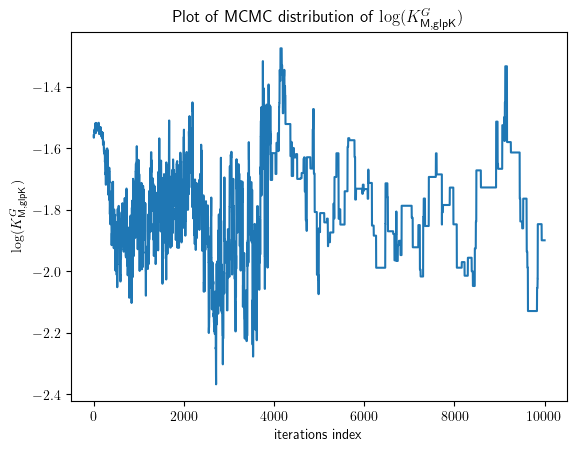 Plot of MCMC distribution of log(K^G_{M,glpK})
log(K^G_{M,glpK})
−1.4
−1.6
−1.8
−2.0
−2.2
−2.4
0 2000 4000 6000 8000 10000
iterations index